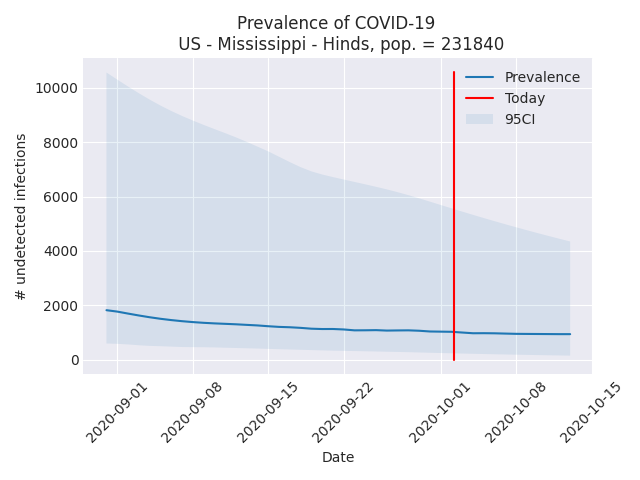 Prevalence of COVID-19
US - Mississippi - Hinds, pop. = 231840
Prevalence
Today
95CI
# undetected infections
10000
8000
6000
4000
2000
0
2020-09-01
2020-09-08
2020-09-15
2020-09-22
2020-10-01
2020-10-08
2020-10-15
Date